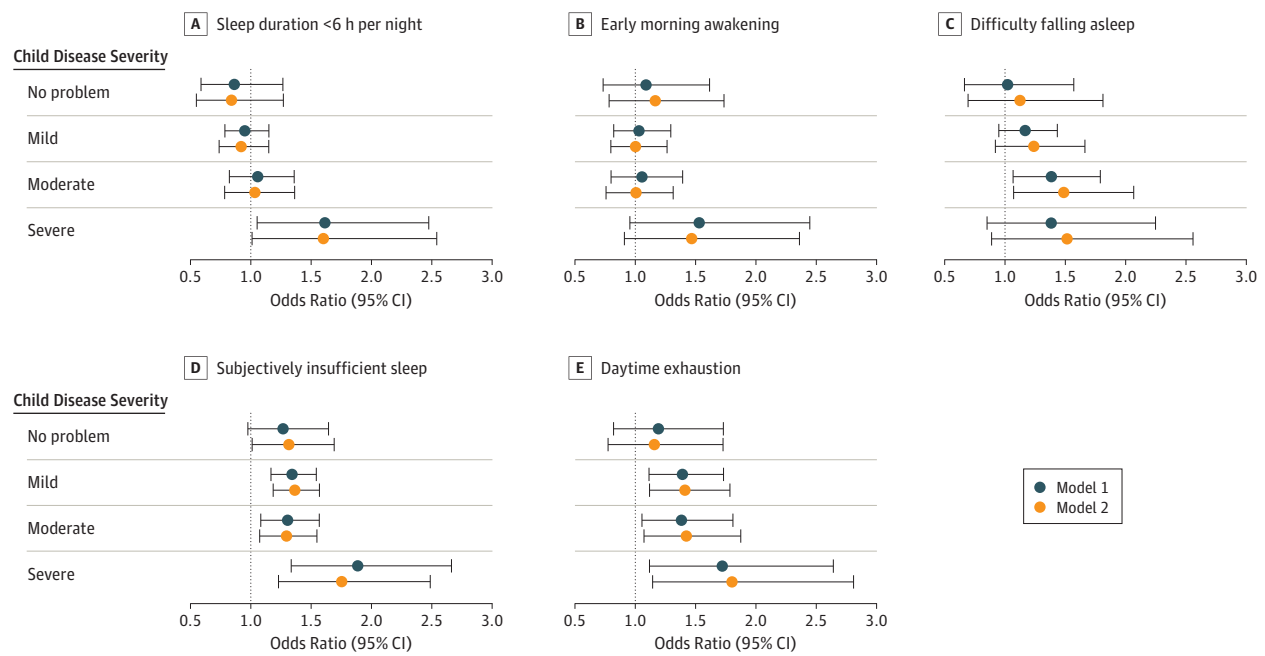 A Sleep duration <6 h per night
B Early morning awakening
C Difficulty falling asleep
Child Disease Severity
No problem
Mild
Moderate
Severe
0.5 1.0 1.5 2.0 2.5 3.0
Odds Ratio (95% CI)
0.5 1.0 1.5 2.0 2.5 3.0
Odds Ratio (95% CI)
0.5 1.0 1.5 2.0 2.5 3.0
Odds Ratio (95% CI)
D Subjectively insufficient sleep
E Daytime exhaustion
Child Disease Severity
No problem
Mild
Moderate
Severe
0.5 1.0 1.5 2.0 2.5 3.0
Odds Ratio (95% CI)
0.5 1.0 1.5 2.0 2.5 3.0
Odds Ratio (95% CI)
Model 1
Model 2